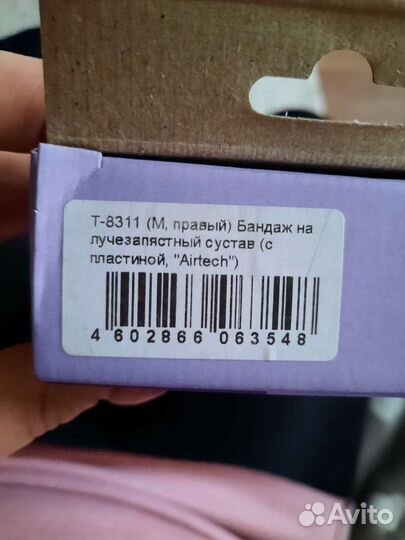 Т-8311 (М, правый) Бандаж на
лучезапястный сустав (с
пластиной, "Airtech")
4 602866 063548
Avito